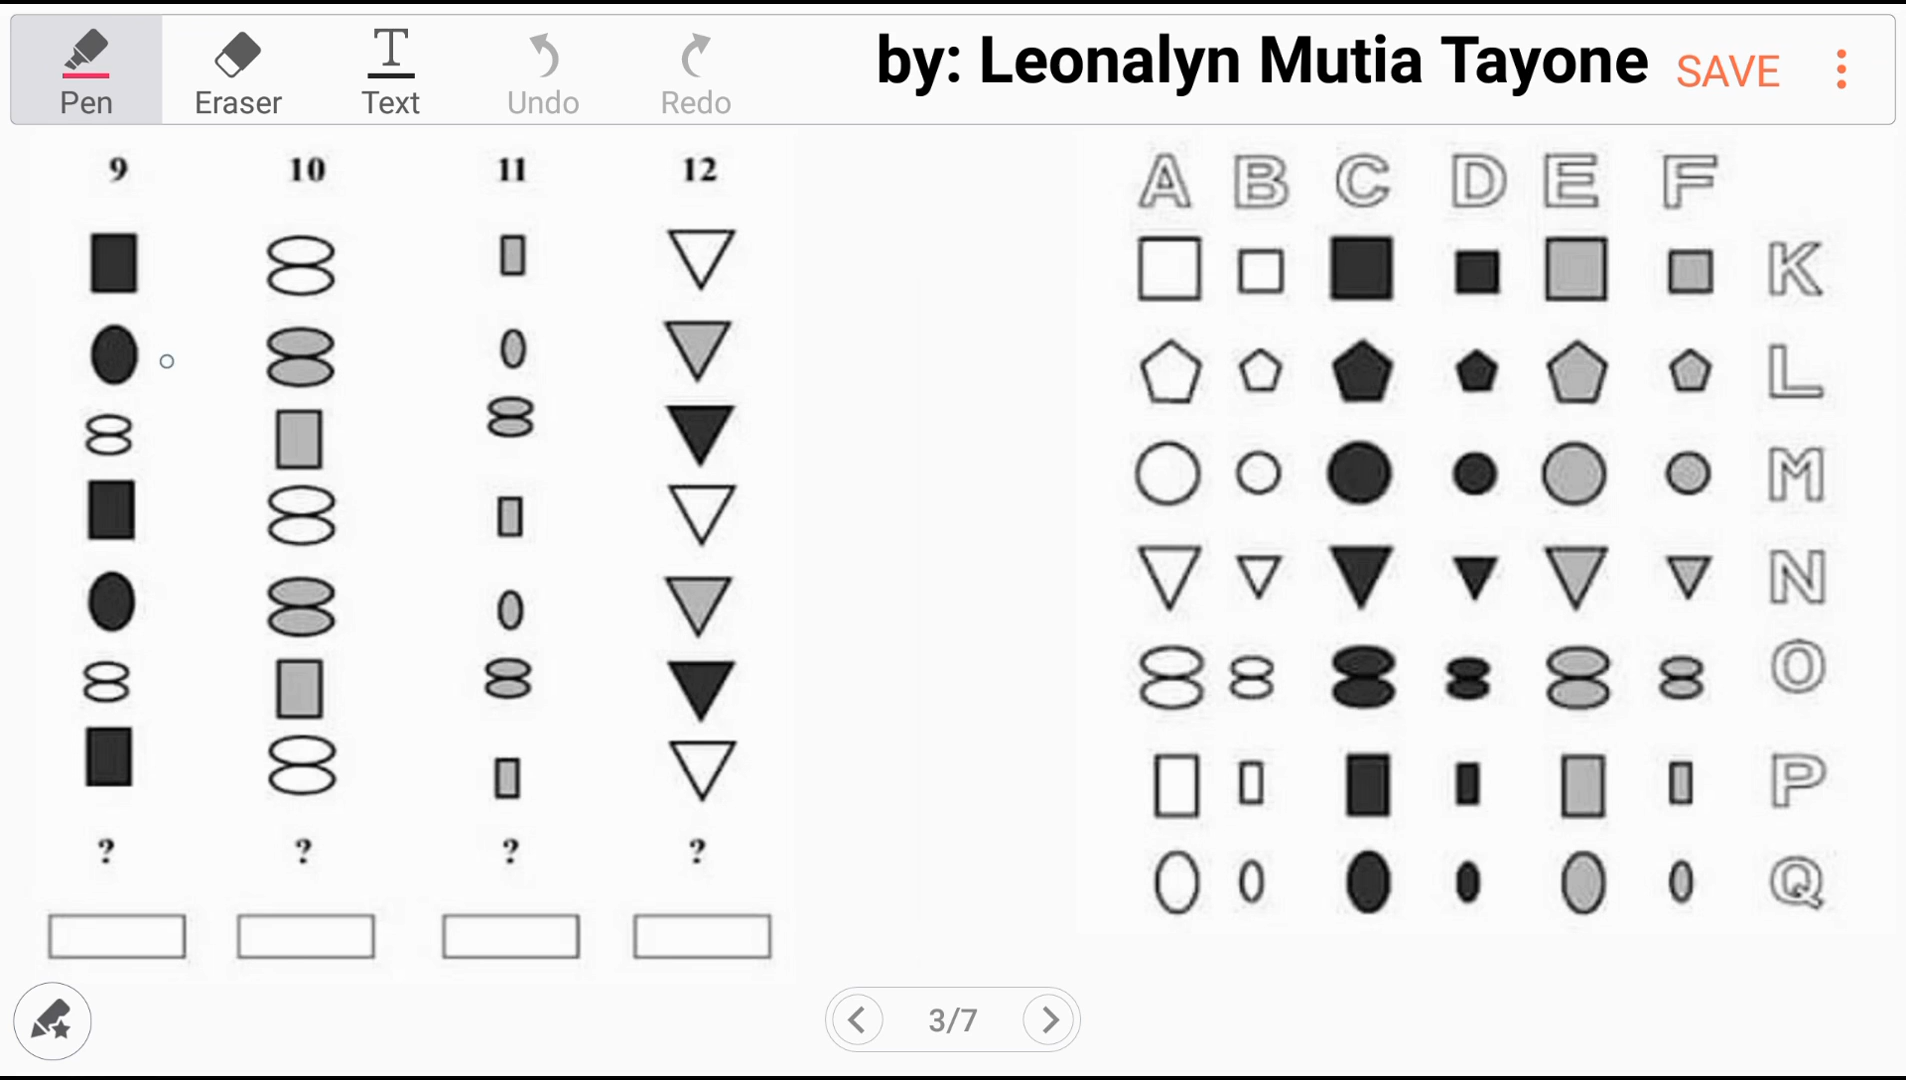 Pen Eraser Text Undo Redo by: Leonalyn Mutia Tayone SAVE
9 10 11 12
A B C D E F
K
L
M
N
O
P
Q
? ? ? ?
3/7